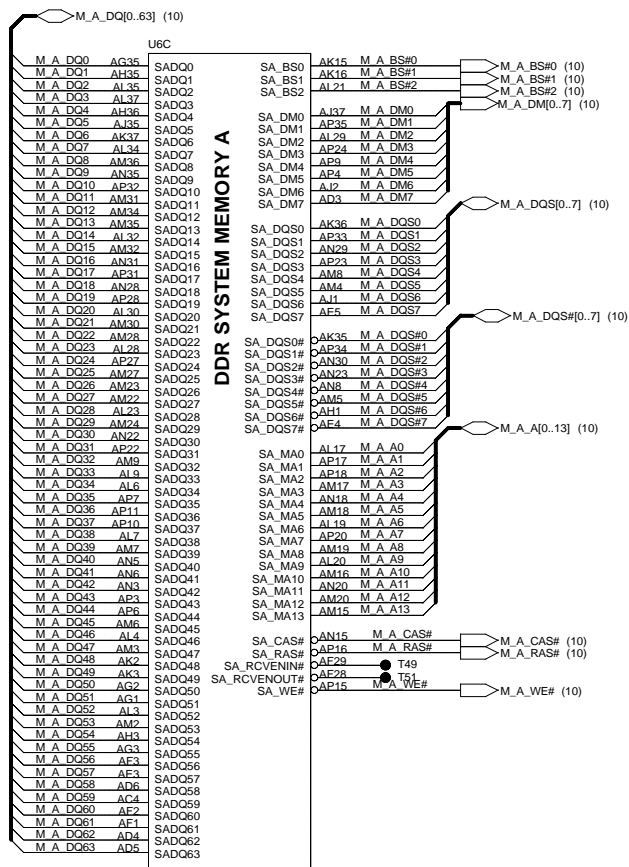 M_A_DQ[0..63] (10)
U6C
M_A_DQ0 AG35 SADQ0
M_A_DQ1 AH35 SADQ1
M_A_DQ2 AL35 SADQ2
M_A_DQ3 AL37 SADQ3
M_A_DQ4 AH36 SADQ4
M_A_DQ5 AJ35 SADQ5
M_A_DQ6 AK37 SADQ6
M_A_DQ7 AL34 SADQ7
M_A_DQ8 AM36 SADQ8
M_A_DQ9 AN35 SADQ9
M_A_DQ10 AP32 SADQ10
M_A_DQ11 AM31 SADQ11
M_A_DQ12 AM34 SADQ12
M_A_DQ13 AM35 SADQ13
M_A_DQ14 AL32 SADQ14
M_A_DQ15 AM32 SADQ15
M_A_DQ16 AN31 SADQ16
M_A_DQ17 AP31 SADQ17
M_A_DQ18 AN28 SADQ18
M_A_DQ19 AP28 SADQ19
M_A_DQ20 AL30 SADQ20
M_A_DQ21 AM30 SADQ21
M_A_DQ22 AM28 SADQ22
M_A_DQ23 AL28 SADQ23
M_A_DQ24 AP27 SADQ24
M_A_DQ25 AM27 SADQ25
M_A_DQ26 AM23 SADQ26
M_A_DQ27 AM22 SADQ27
M_A_DQ28 AL23 SADQ28
M_A_DQ29 AM24 SADQ29
M_A_DQ30 AN22 SADQ30
M_A_DQ31 AP22 SADQ31
M_A_DQ32 AM9 SADQ32
M_A_DQ33 AL9 SADQ33
M_A_DQ34 AL6 SADQ34
M_A_DQ35 AP7 SADQ35
M_A_DQ36 AP11 SADQ36
M_A_DQ37 AP10 SADQ37
M_A_DQ38 AL7 SADQ38
M_A_DQ39 AM7 SADQ39
M_A_DQ40 AN5 SADQ40
M_A_DQ41 AN6 SADQ41
M_A_DQ42 AN3 SADQ42
M_A_DQ43 AP3 SADQ43
M_A_DQ44 AP6 SADQ44
M_A_DQ45 AM6 SADQ45
M_A_DQ46 AL4 SADQ46
M_A_DQ47 AM3 SADQ47
M_A_DQ48 AK2 SADQ48
M_A_DQ49 AK3 SADQ49
M_A_DQ50 AG2 SADQ50
M_A_DQ51 AG1 SADQ51
M_A_DQ52 AL3 SADQ52
M_A_DQ53 AM2 SADQ53
M_A_DQ54 AH3 SADQ54
M_A_DQ55 AG3 SADQ55
M_A_DQ56 AF3 SADQ56
M_A_DQ57 AE3 SADQ57
M_A_DQ58 AD6 SADQ58
M_A_DQ59 AC4 SADQ59
M_A_DQ60 AF2 SADQ60
M_A_DQ61 AF1 SADQ61
M_A_DQ62 AD4 SADQ62
M_A_DQ63 AD5 SADQ63
DDR SYSTEM MEMORY A
SA_BS0 AK15 M_A_BS#0 M_A_BS#0 (10)
SA_BS1 AK16 M_A_BS#1 M_A_BS#1 (10)
SA_BS2 AL21 M_A_BS#2 M_A_BS#2 (10)
M_A_DM[0..7] (10)
SA_DM0 AJ37 M_A_DM0
SA_DM1 AP35 M_A_DM1
SA_DM2 AL29 M_A_DM2
SA_DM3 AP24 M_A_DM3
SA_DM4 AP9 M_A_DM4
SA_DM5 AP4 M_A_DM5
SA_DM6 AJ2 M_A_DM6
SA_DM7 AD3 M_A_DM7
M_A_DQS[0..7] (10)
SA_DQS0 AK36 M_A_DQS0
SA_DQS1 AP33 M_A_DQS1
SA_DQS2 AN29 M_A_DQS2
SA_DQS3 AP23 M_A_DQS3
SA_DQS4 AM8 M_A_DQS4
SA_DQS5 AM4 M_A_DQS5
SA_DQS6 AJ1 M_A_DQS6
SA_DQS7 AE5 M_A_DQS7
M_A_DQS#[0..7] (10)
SA_DQS0# AK35 M_A_DQS#0
SA_DQS1# AP34 M_A_DQS#1
SA_DQS2# AN30 M_A_DQS#2
SA_DQS3# AN23 M_A_DQS#3
SA_DQS4# AN8 M_A_DQS#4
SA_DQS5# AM5 M_A_DQS#5
SA_DQS6# AH1 M_A_DQS#6
SA_DQS7# AE4 M_A_DQS#7
M_A_A[0..13] (10)
SA_MA0 AL17 M_A_A0
SA_MA1 AP17 M_A_A1
SA_MA2 AP18 M_A_A2
SA_MA3 AM17 M_A_A3
SA_MA4 AN18 M_A_A4
SA_MA5 AM18 M_A_A5
SA_MA6 AL19 M_A_A6
SA_MA7 AP20 M_A_A7
SA_MA8 AM19 M_A_A8
SA_MA9 AL20 M_A_A9
SA_MA10 AM16 M_A_A10
SA_MA11 AN20 M_A_A11
SA_MA12 AM20 M_A_A12
SA_MA13 AM15 M_A_A13
SA_CAS# AN15 M_A_CAS# M_A_CAS# (10)
SA_RAS# AP16 M_A_RAS# M_A_RAS# (10)
SA_RCVENIN# AF29 T49
SA_RCVENOUT# AF28 T51
SA_WE# AP15 M_A_WE# M_A_WE# (10)